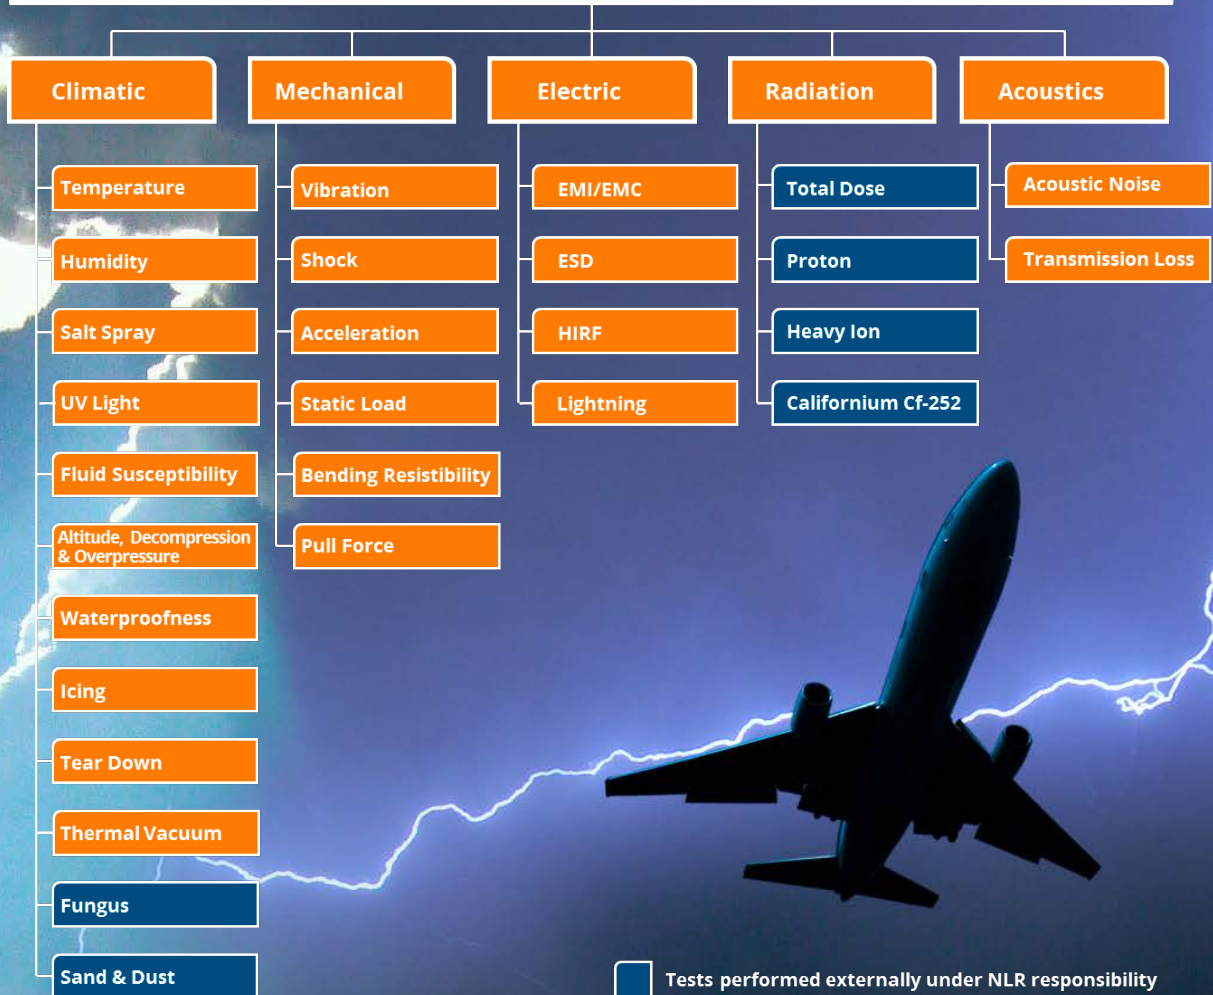 Climatic
Temperature
Humidity
Salt Spray
UV Light
Fluid Susceptibility
Altitude, Decompression
& Overpressure
Waterproofness
Icing
Tear Down
Thermal Vacuum
Fungus
Sand & Dust
Mechanical
Vibration
Shock
Acceleration
Static Load
Bending Resistibility
Pull Force
Electric
EMI/EMC
ESD
HIRF
Lightning
Radiation
Total Dose
Proton
Heavy Ion
Californium Cf-252
Acoustics
Acoustic Noise
Transmission Loss
Tests performed externally under NLR responsibility